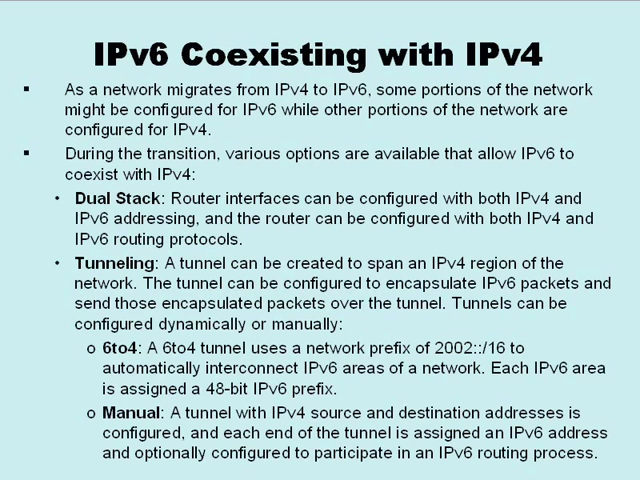 IPv6 Coexisting with IPv4
▪ As a network migrates from IPv4 to IPv6, some portions of the network
might be configured for IPv6 while other portions of the network are
configured for IPv4.
▪ During the transition, various options are available that allow IPv6 to
coexist with IPv4:
• Dual Stack: Router interfaces can be configured with both IPv4 and
IPv6 addressing, and the router can be configured with both IPv4 and
IPv6 routing protocols.
• Tunneling: A tunnel can be created to span an IPv4 region of the
network. The tunnel can be configured to encapsulate IPv6 packets and
send those encapsulated packets over the tunnel. Tunnels can be
configured dynamically or manually:
o 6to4: A 6to4 tunnel uses a network prefix of 2002::/16 to
automatically interconnect IPv6 areas of a network. Each IPv6 area
is assigned a 48-bit IPv6 prefix.
o Manual: A tunnel with IPv4 source and destination addresses is
configured, and each end of the tunnel is assigned an IPv6 address
and optionally configured to participate in an IPv6 routing process.